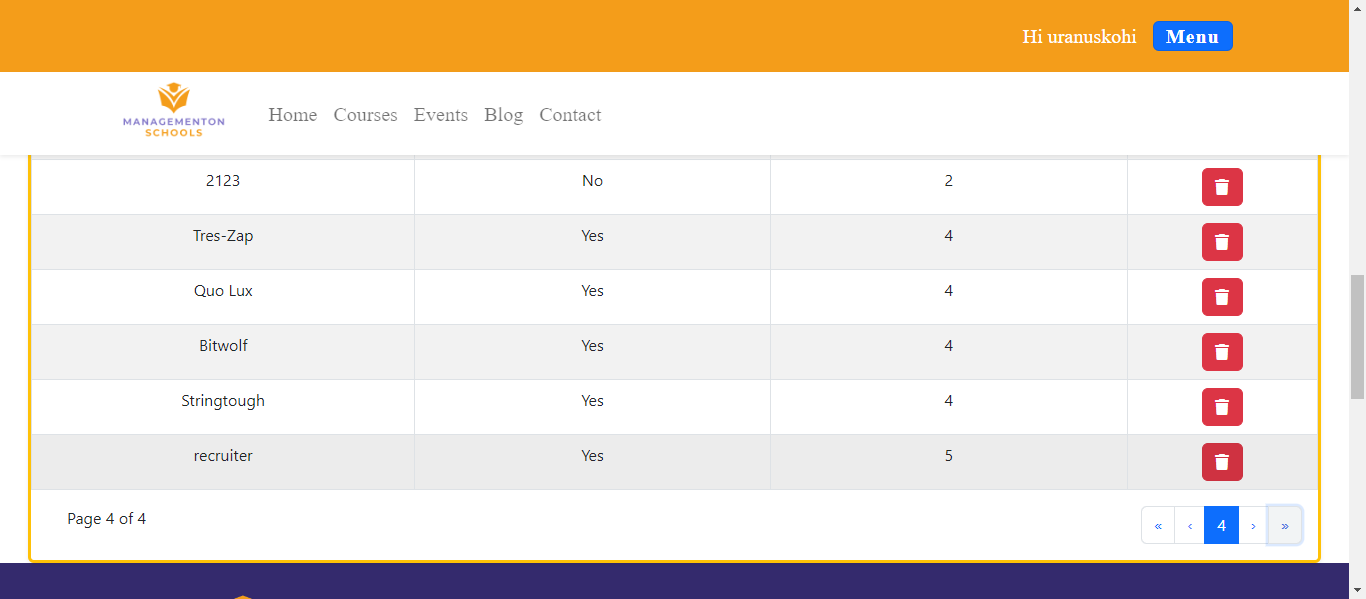 Hi uranuskohi Menu
MANAGEMENTON
SCHOOLS
Home Courses Events Blog Contact
2123 No 2
Tres-Zap Yes 4
Quo Lux Yes 4
Bitwolf Yes 4
Stringtough Yes 4
recruiter Yes 5
Page 4 of 4 « ‹ 4 › »